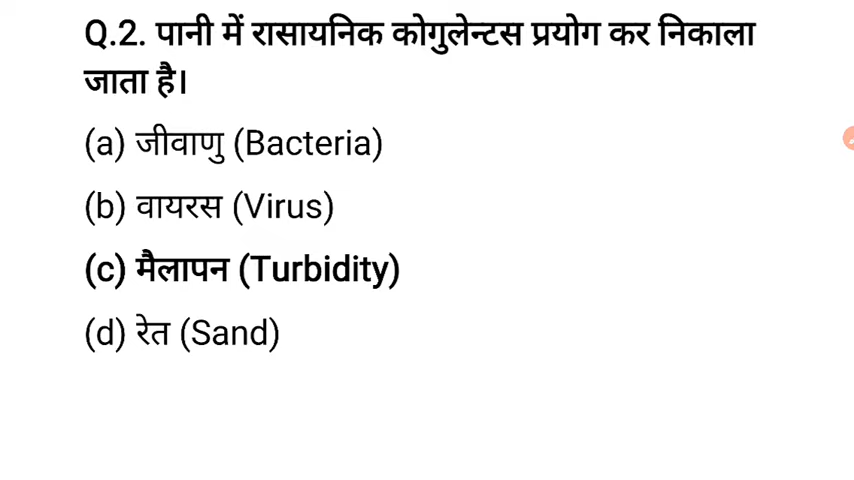 Q.2. पानी में रासायनिक कोगुलेन्टस प्रयोग कर निकाला
जाता है।
(a) जीवाणु (Bacteria)
(b) वायरस (Virus)
(c) मैलापन (Turbidity)
(d) रेत (Sand)